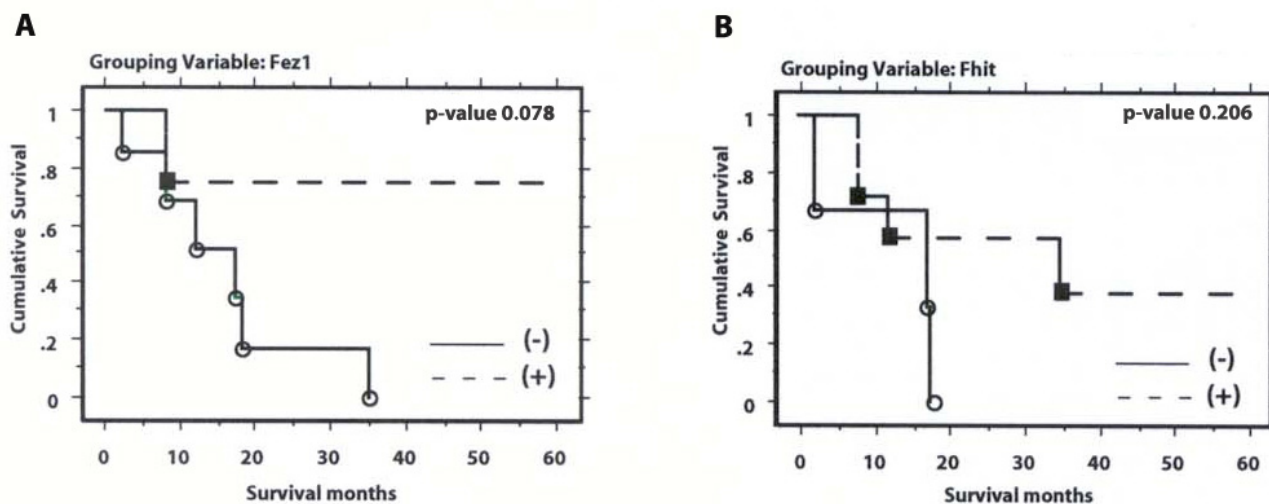 A
Grouping Variable: Fez1
p-value 0.078
Cumulative Survival
1
.8
.6
.4
.2
0
(-)
(+)
0 10 20 30 40 50 60
Survival months
B
Grouping Variable: Fhit
p-value 0.206
Cumulative Survival
1
.8
.6
.4
.2
0
(-)
(+)
0 10 20 30 40 50 60
Survival months